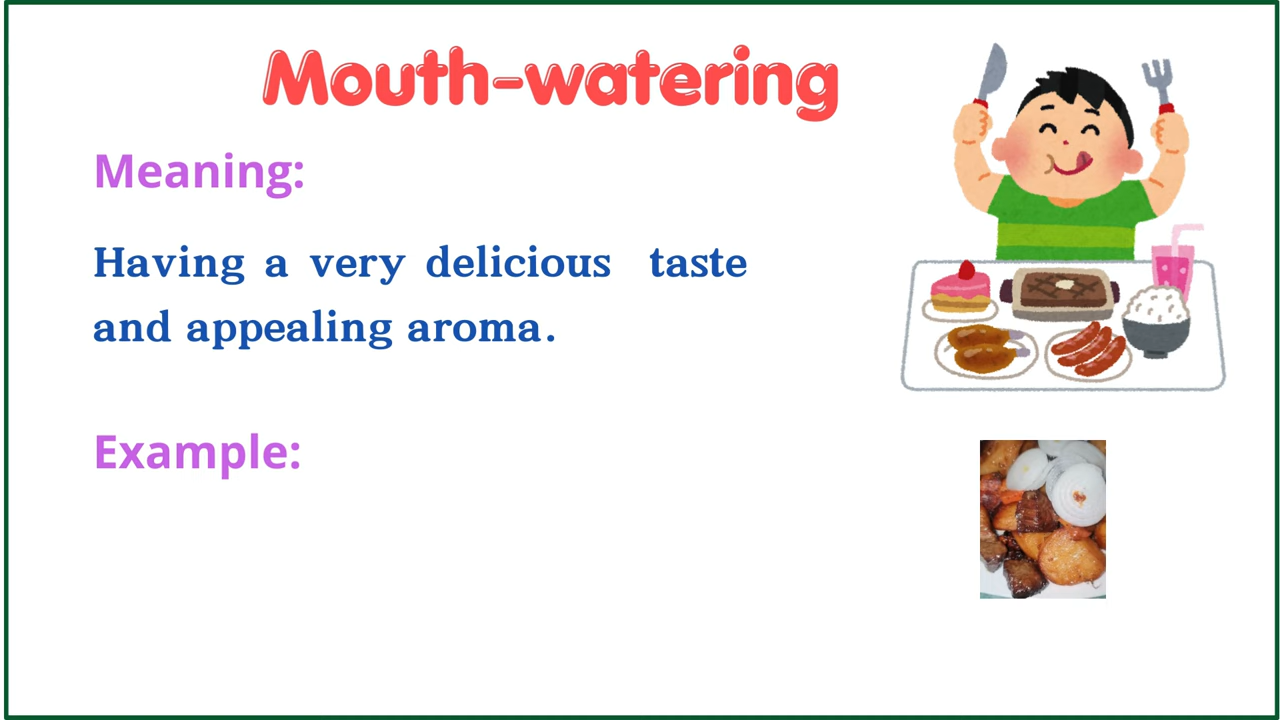 Mouth-watering
Meaning:
Having a very delicious taste
and appealing aroma.
Example: